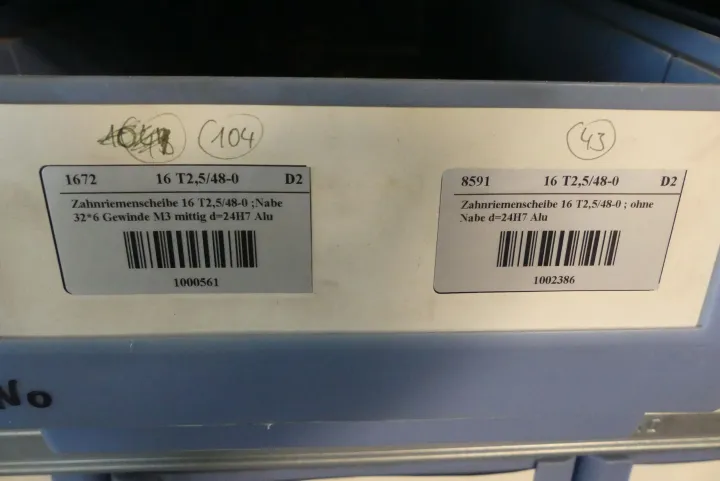 104
43
1672 16 T2,5/48-0 D2
Zahnriemenscheibe 16 T2,5/48-0 ;Nabe
32*6 Gewinde M3 mittig d=24H7 Alu
1000561
8591 16 T2,5/48-0 D2
Zahnriemenscheibe 16 T2,5/48-0 ; ohne
Nabe d=24H7 Alu
1002386
No